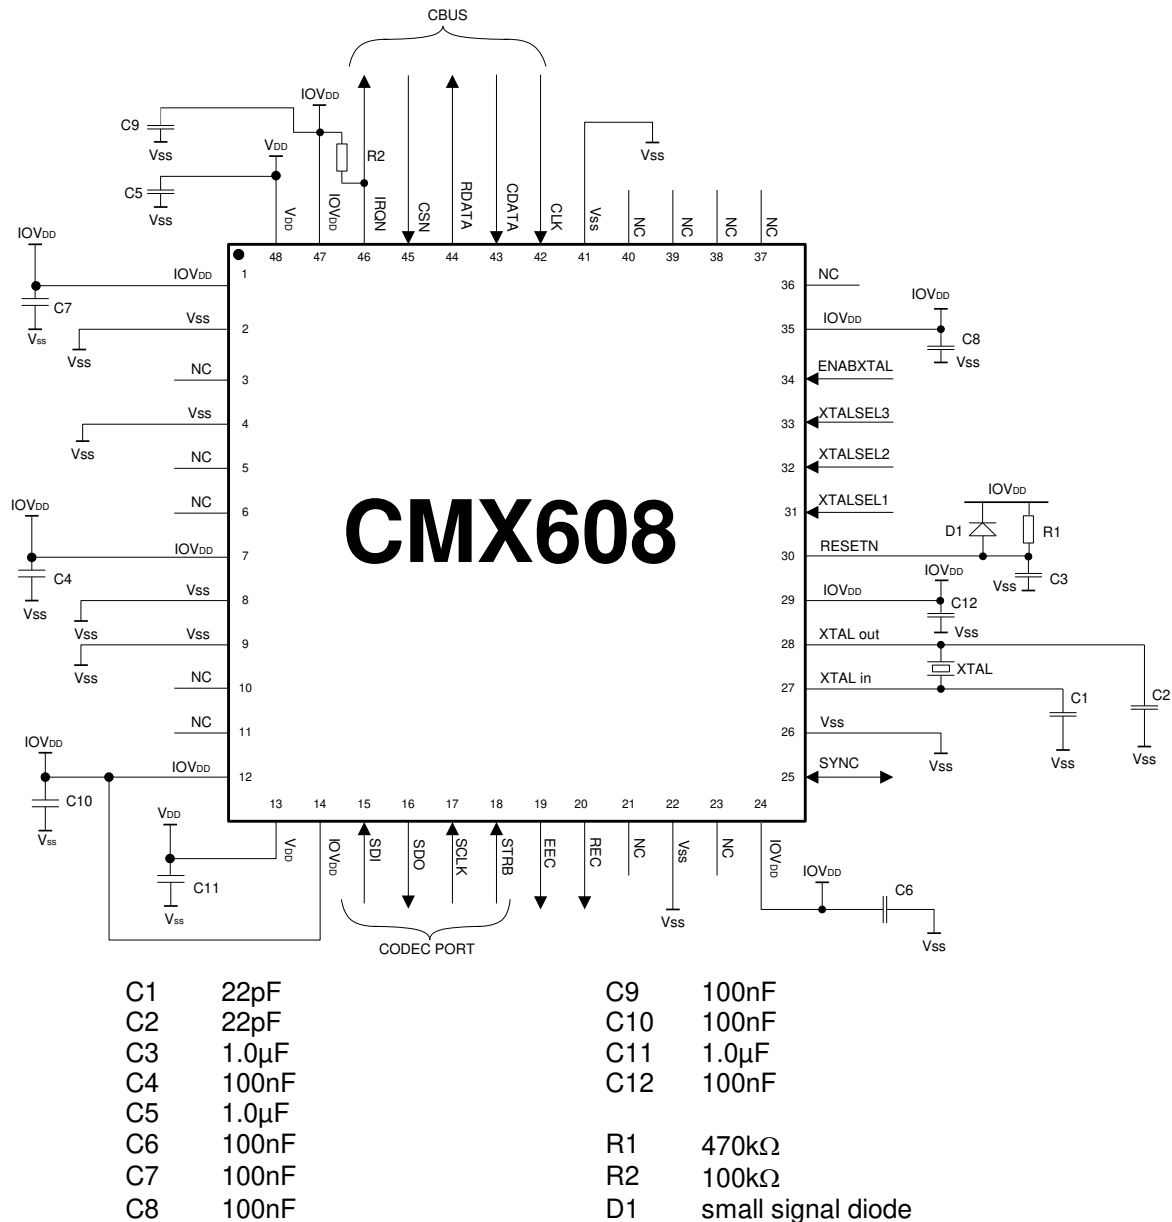 CBUS
IOVDD
C9
Vss
R2
VDD
C5
Vss
Vss
VDD
IOVDD
IRQN
CSN
RDATA
CDATA
CLK
Vss
NC
NC
NC
NC
48 47 46 45 44 43 42 41 40 39 38 37
IOVDD
C7
Vss
IOVDD 1
Vss 2
Vss
NC 3
Vss 4
Vss
NC 5
NC 6
IOVDD
IOVDD 7
C4
Vss
Vss 8
Vss
Vss 9
Vss
NC 10
NC 11
IOVDD
IOVDD 12
C10
Vss
CMX608
36 NC
35 IOVDD
IOVDD
C8
Vss
34 ENABXTAL
33 XTALSEL3
32 XTALSEL2
31 XTALSEL1
IOVDD
D1
R1
30 RESETN
Vss
C3
IOVDD
29 IOVDD
C12
Vss
28 XTAL out
XTAL
27 XTAL in
C1
C2
Vss
Vss
26 Vss
Vss
25 SYNC
13 14 15 16 17 18 19 20 21 22 23 24
VDD
IOVDD
SDI
SDO
SCLK
STRB
EEC
REC
NC
Vss
NC
IOVDD
VDD
C11
Vss
CODEC PORT
Vss
IOVDD
C6
Vss
C1 22pF
C2 22pF
C3 1.0µF
C4 100nF
C5 1.0µF
C6 100nF
C7 100nF
C8 100nF
C9 100nF
C10 100nF
C11 1.0µF
C12 100nF
R1 470kΩ
R2 100kΩ
D1 small signal diode